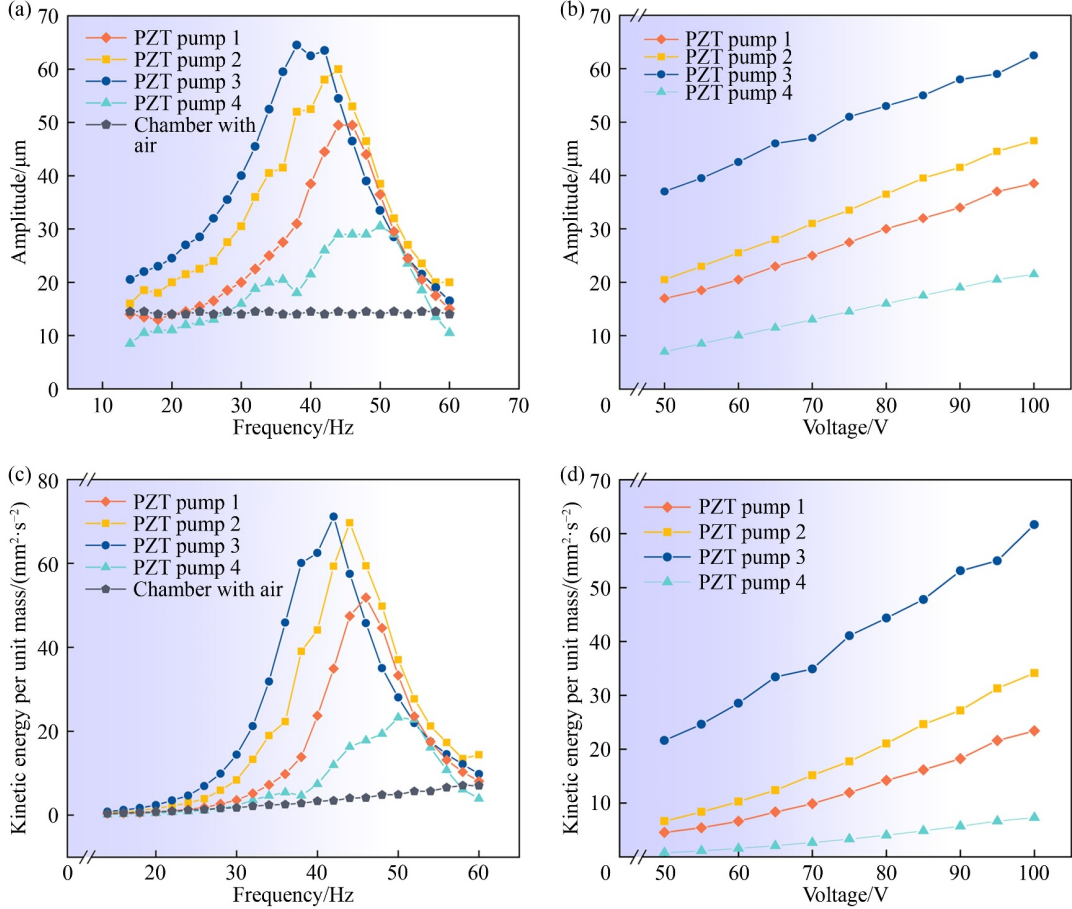 (a)
70
60
50
40
30
20
10
0
Amplitude/μm
PZT pump 1
PZT pump 2
PZT pump 3
PZT pump 4
Chamber with
air
10 20 30 40 50 60 70
Frequency/Hz
(b)
70
60
50
40
30
20
10
0
Amplitude/μm
PZT pump 1
PZT pump 2
PZT pump 3
PZT pump 4
0 50 60 70 80 90 100
Voltage/V
(c)
80
60
40
20
0
Kinetic energy per unit mass/(mm²·s⁻²)
PZT pump 1
PZT pump 2
PZT pump 3
PZT pump 4
Chamber with air
0 20 30 40 50 60
Frequency/Hz
(d)
70
60
50
40
30
20
10
0
Kinetic energy per unit mass/(mm²·s⁻²)
PZT pump 1
PZT pump 2
PZT pump 3
PZT pump 4
50 60 70 80 90 100
Voltage/V